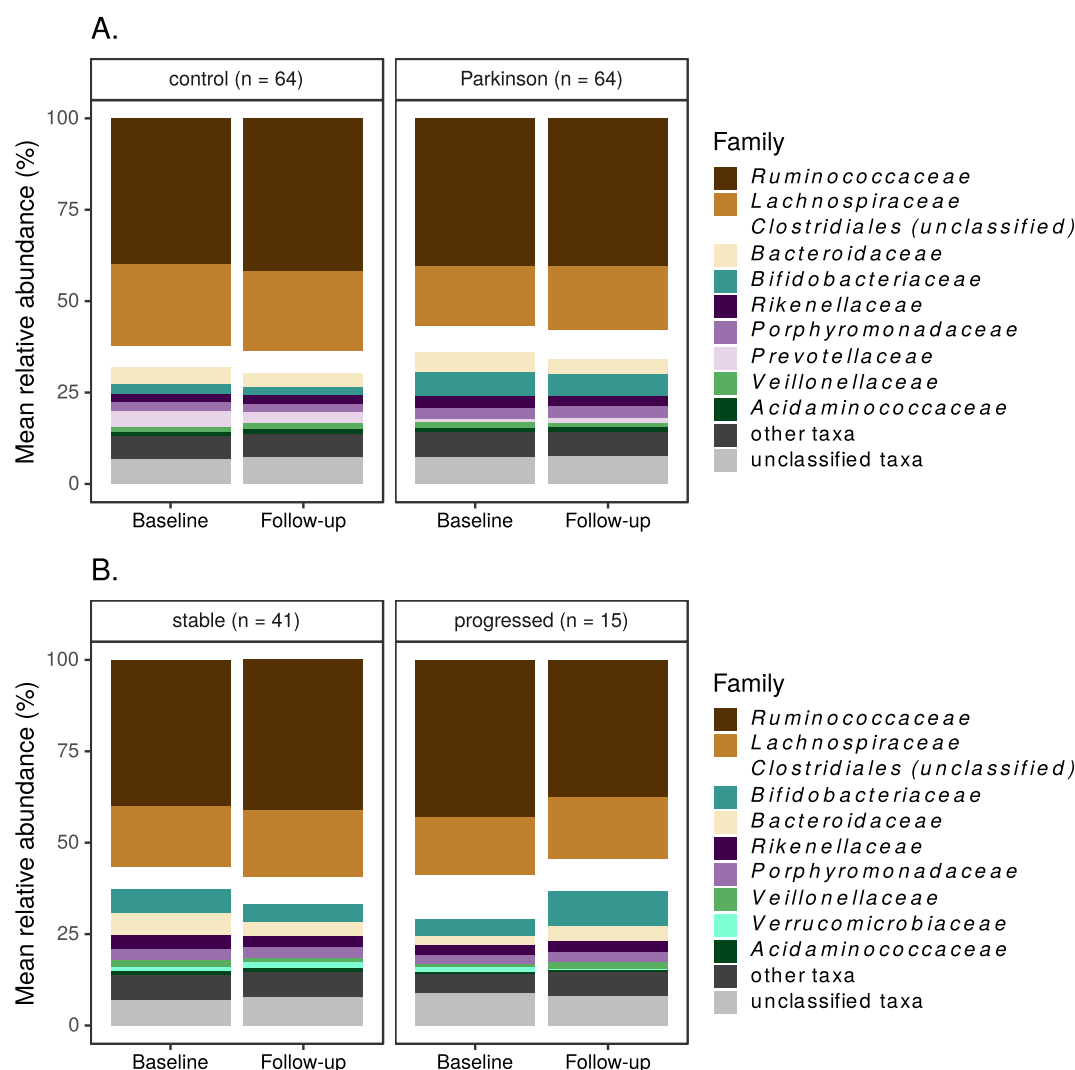 A.
control (n = 64)
Parkinson (n = 64)
Mean relative abundance (%)
100
75
50
25
0
Baseline
Follow-up
Baseline
Follow-up
Family
Ruminococcaceae
Lachnospiraceae
Clostridiales (unclassified)
Bacteroidaceae
Bifidobacteriaceae
Rikenellaceae
Porphyromonadaceae
Prevotellaceae
Veillonellaceae
Acidaminococcaceae
other taxa
unclassified taxa
B.
stable (n = 41)
progressed (n = 15)
Mean relative abundance (%)
100
75
50
25
0
Baseline
Follow-up
Baseline
Follow-up
Family
Ruminococcaceae
Lachnospiraceae
Clostridiales (unclassified)
Bifidobacteriaceae
Bacteroidaceae
Rikenellaceae
Porphyromonadaceae
Veillonellaceae
Verrucomicrobiaceae
Acidaminococcaceae
other taxa
unclassified taxa